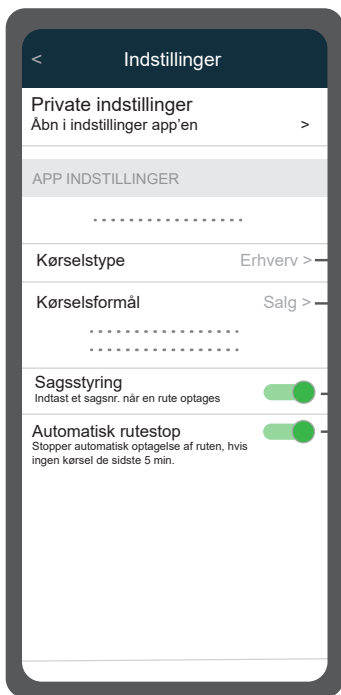 < Indstillinger
Private indstillinger
Åbn i indstillinger app'en >
APP INDSTILLINGER
Kørselstype Erhverv >
Kørselsformål Salg >
Sagsstyring
Indtast et sagsnr. når en rute optages
Automatisk rutestop
Stopper automatisk optagelse af ruten, hvis
ingen kørsel de sidste 5 min.